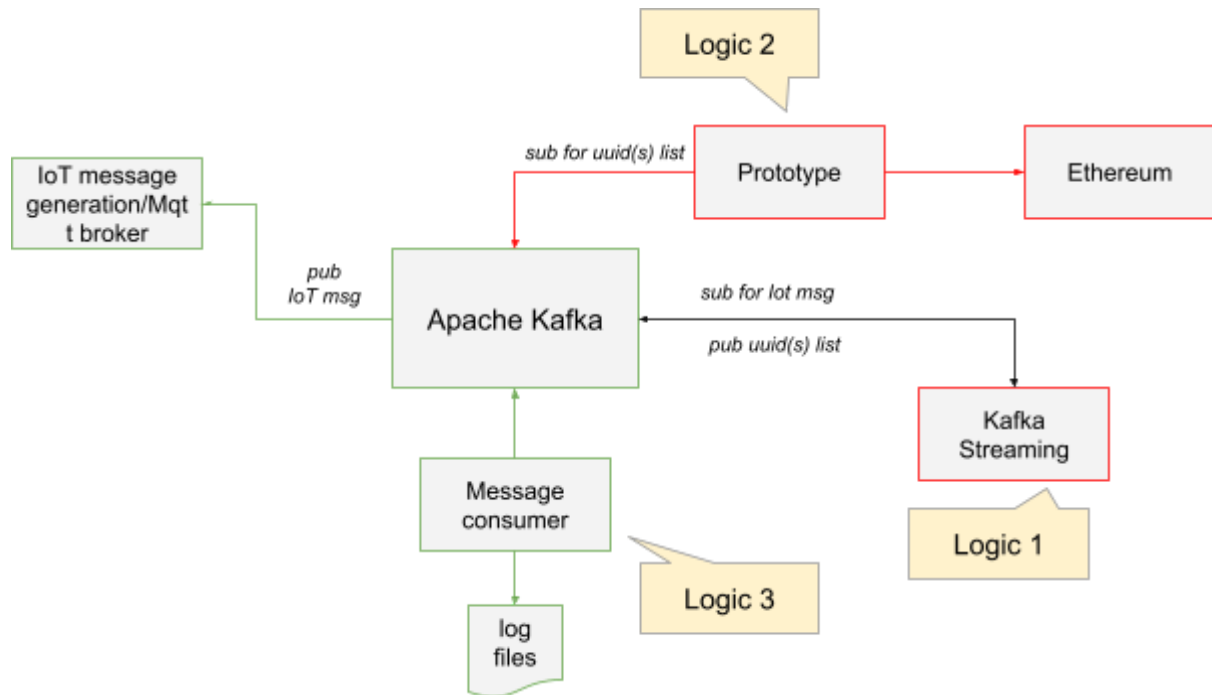 Logic 2
sub for uuid(s) list
Prototype
Ethereum
IoT message
generation/Mqt
t broker
pub
IoT msg
Apache Kafka
sub for Iot msg
pub uuid(s) list
Kafka
Streaming
Message
consumer
Logic 1
Logic 3
log
files